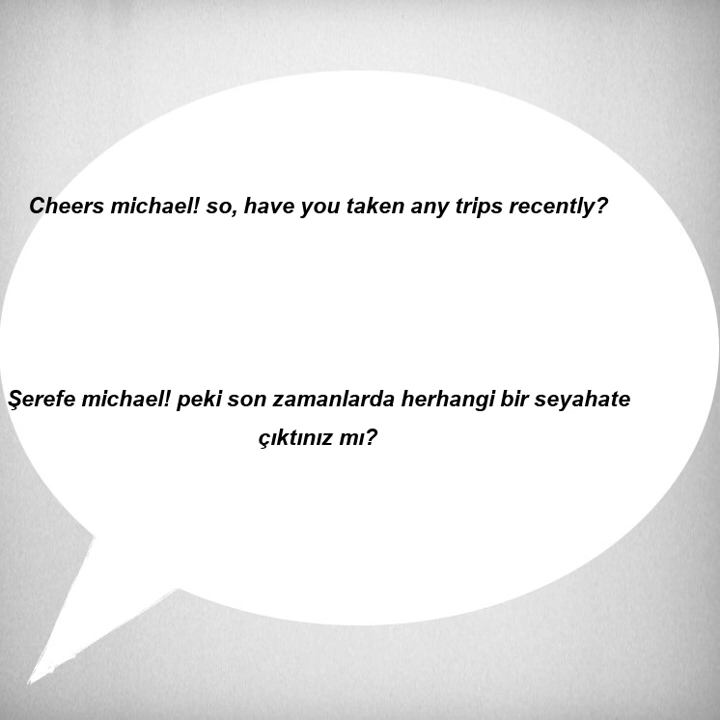 Cheers michael! so, have you taken any trips recently?
Şerefe michael! peki son zamanlarda herhangi bir seyahate
çıktınız mı?